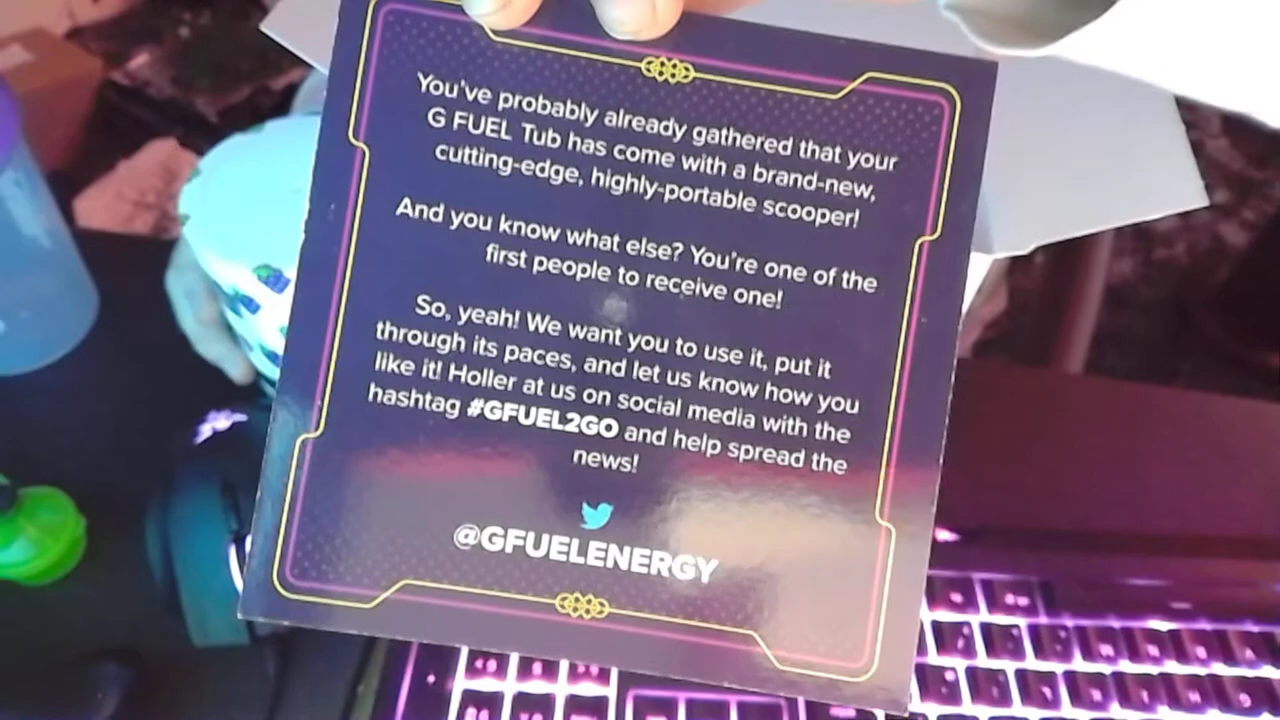 You've probably already gathered that your
G FUEL Tub has come with a brand-new,
cutting-edge, highly-portable scooper!
And you know what else? You're one of the
first people to receive one!
So, yeah! We want you to use it, put it
through its paces, and let us know how you
like it! Holler at us on social media with the
hashtag #GFUEL2GO and help spread the
news!
@GFUELENERGY